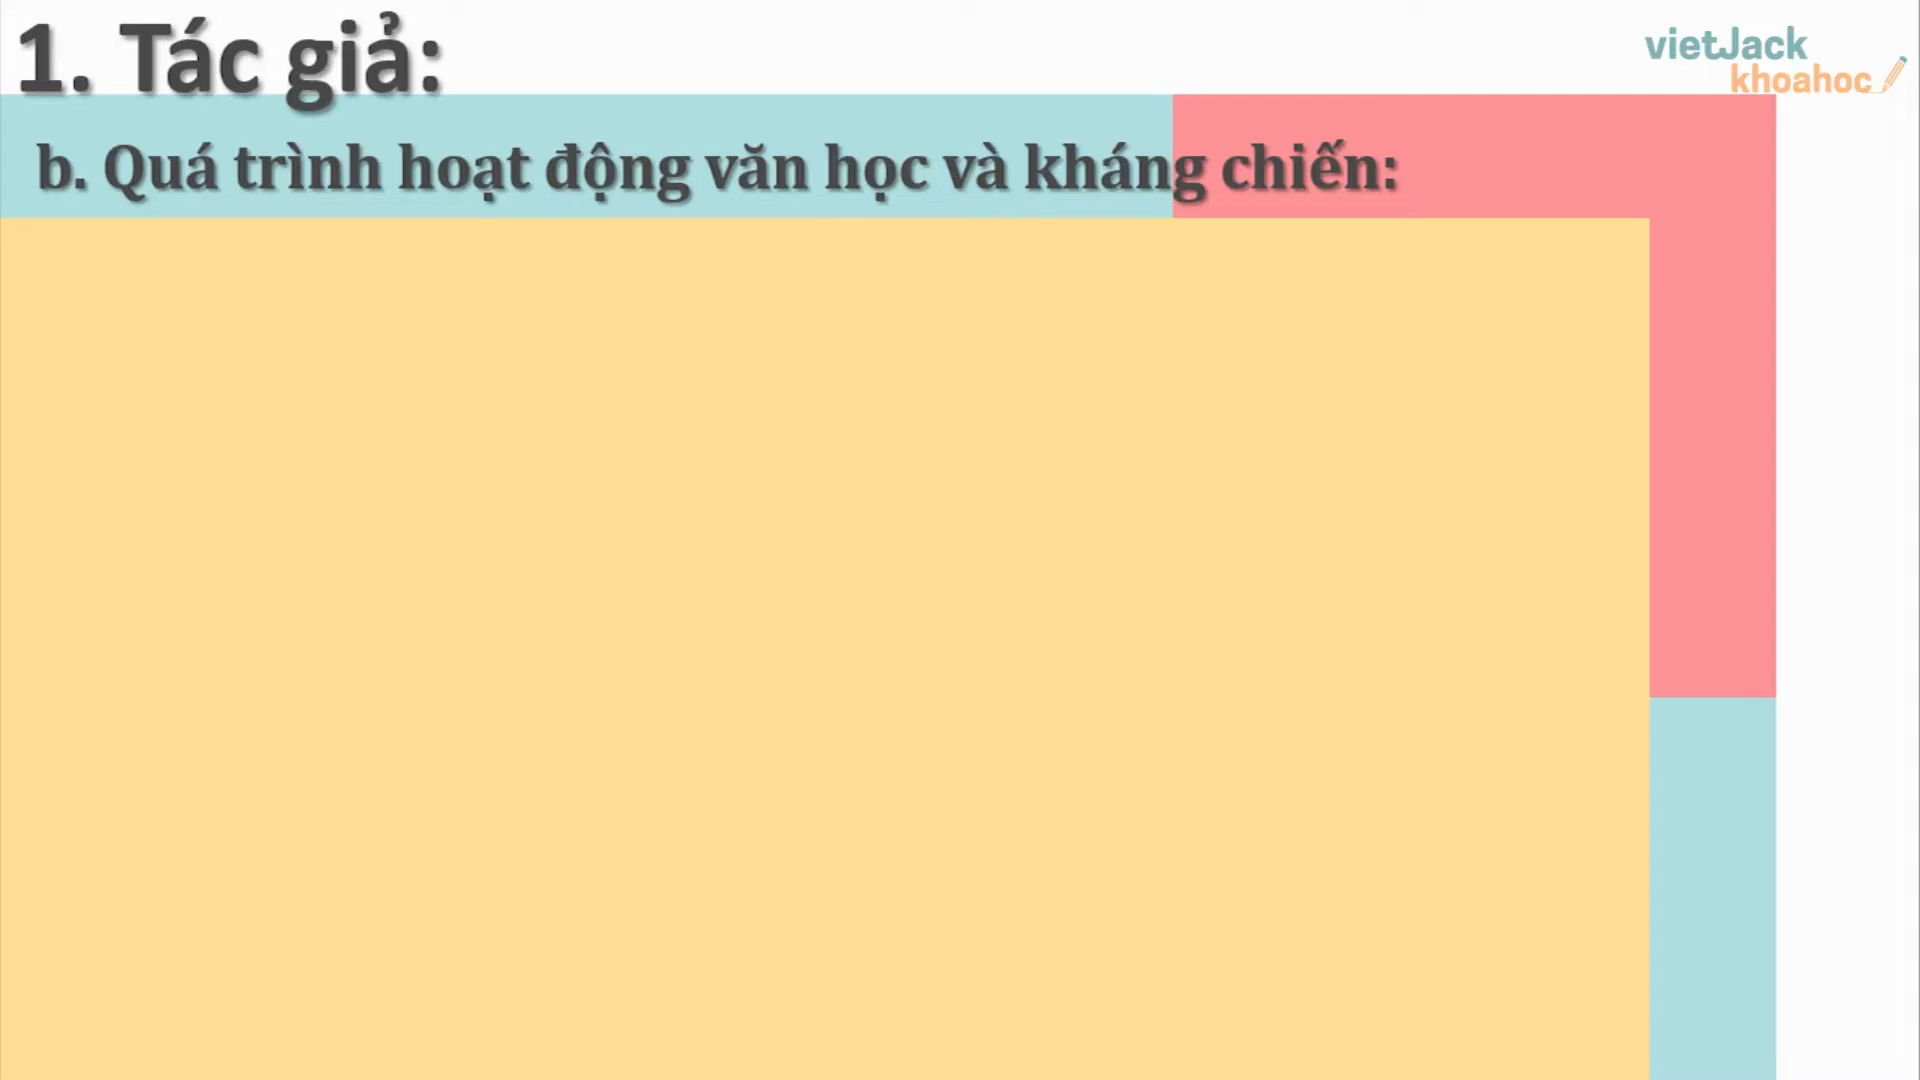 1. Tác giả:
vietJack
khoahoc
b. Quá trình hoạt động văn học và kháng chiến: